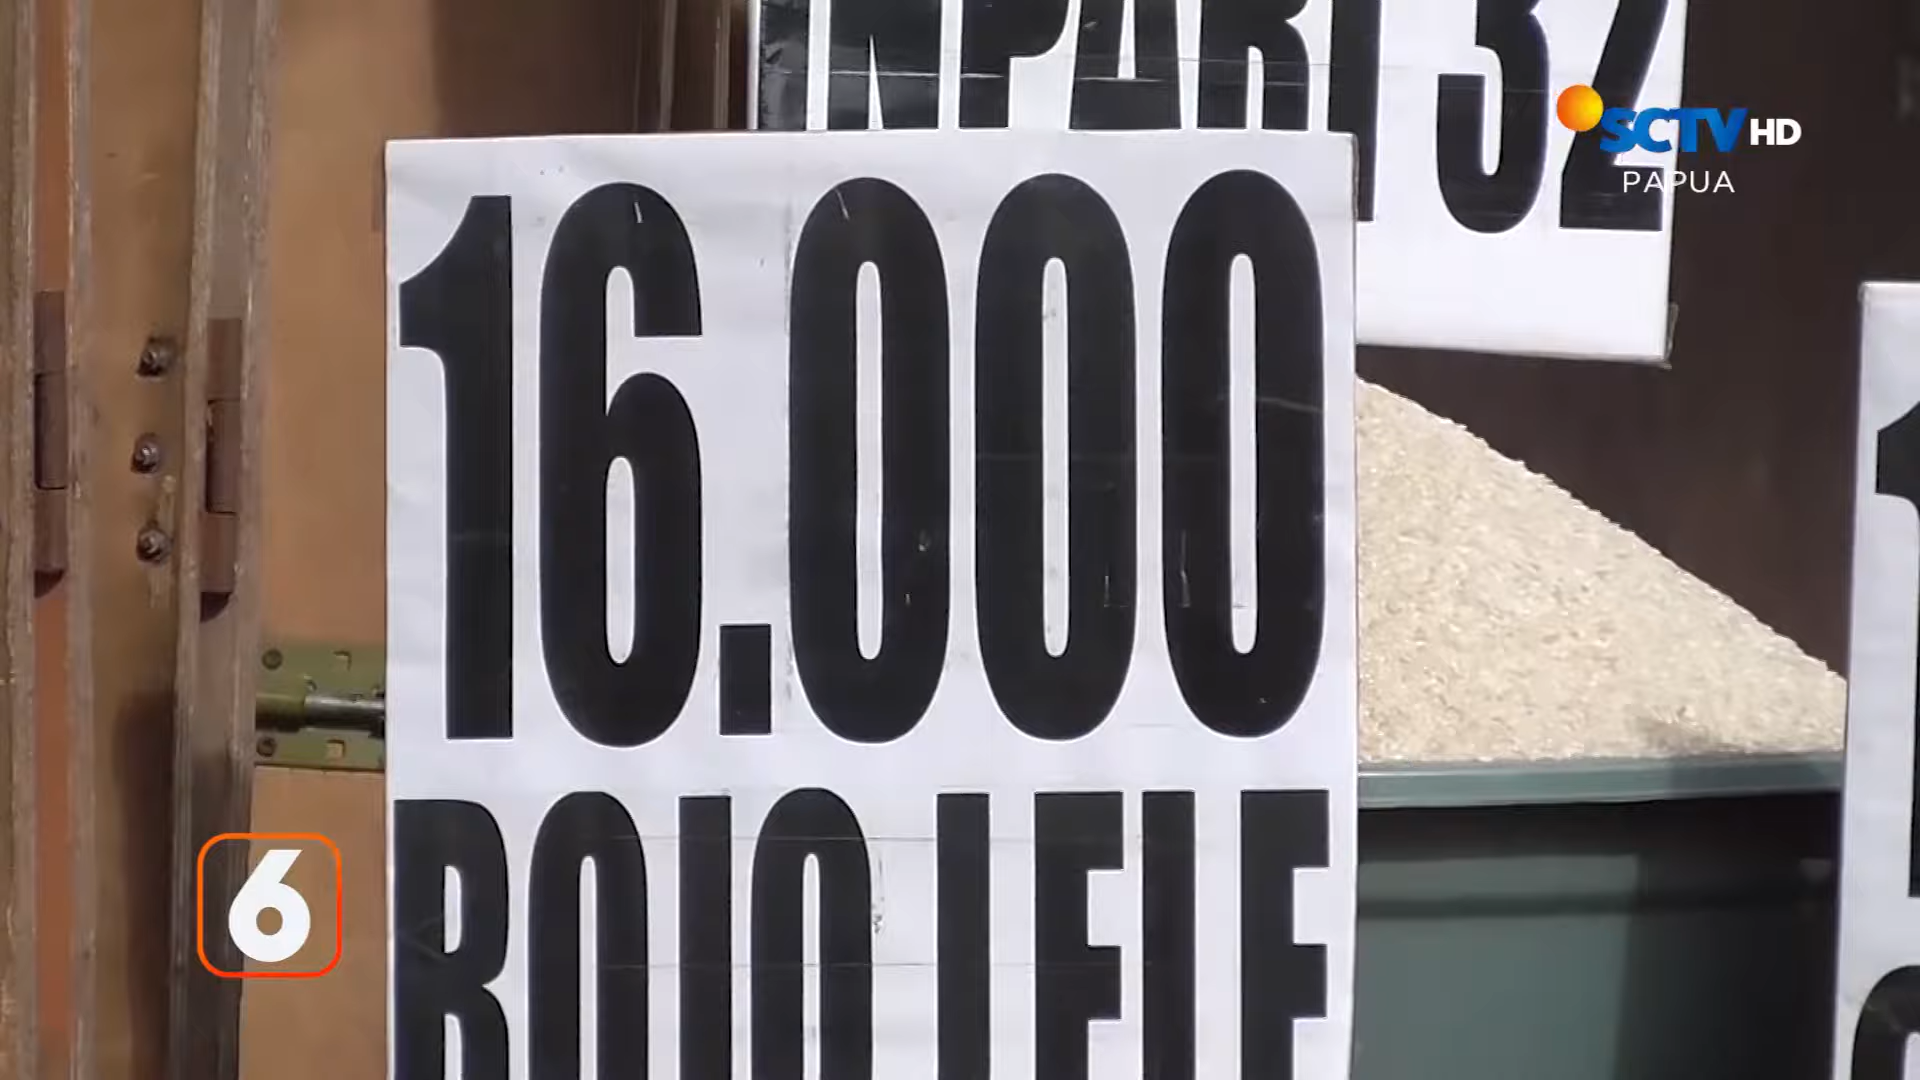 INPARI 32
SCTV HD
PAPUA
16.000
ROJO LELE
6